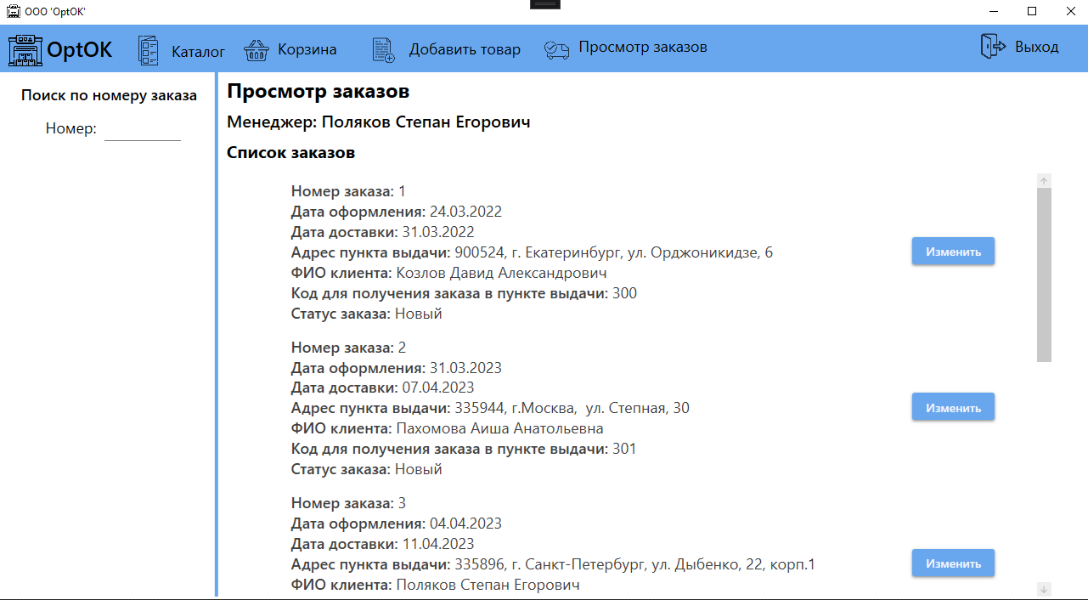 ООО 'OptOK'
OptOK
Каталог
Корзина
Добавить товар
Просмотр заказов
Выход
Поиск по номеру заказа
Номер:
Просмотр заказов
Менеджер: Поляков Степан Егорович
Список заказов
Номер заказа: 1
Дата оформления: 24.03.2022
Дата доставки: 31.03.2022
Адрес пункта выдачи: 900524, г. Екатеринбург, ул. Орджоникидзе, 6
ФИО клиента: Козлов Давид Александрович
Код для получения заказа в пункте выдачи: 300
Статус заказа: Новый
Изменить
Номер заказа: 2
Дата оформления: 31.03.2023
Дата доставки: 07.04.2023
Адрес пункта выдачи: 335944, г.Москва,  ул. Степная, 30
ФИО клиента: Пахомова Аиша Анатольевна
Код для получения заказа в пункте выдачи: 301
Статус заказа: Новый
Изменить
Номер заказа: 3
Дата оформления: 04.04.2023
Дата доставки: 11.04.2023
Адрес пункта выдачи: 335896, г. Санкт-Петербург, ул. Дыбенко, 22, корп.1
ФИО клиента: Поляков Степан Егорович
Изменить